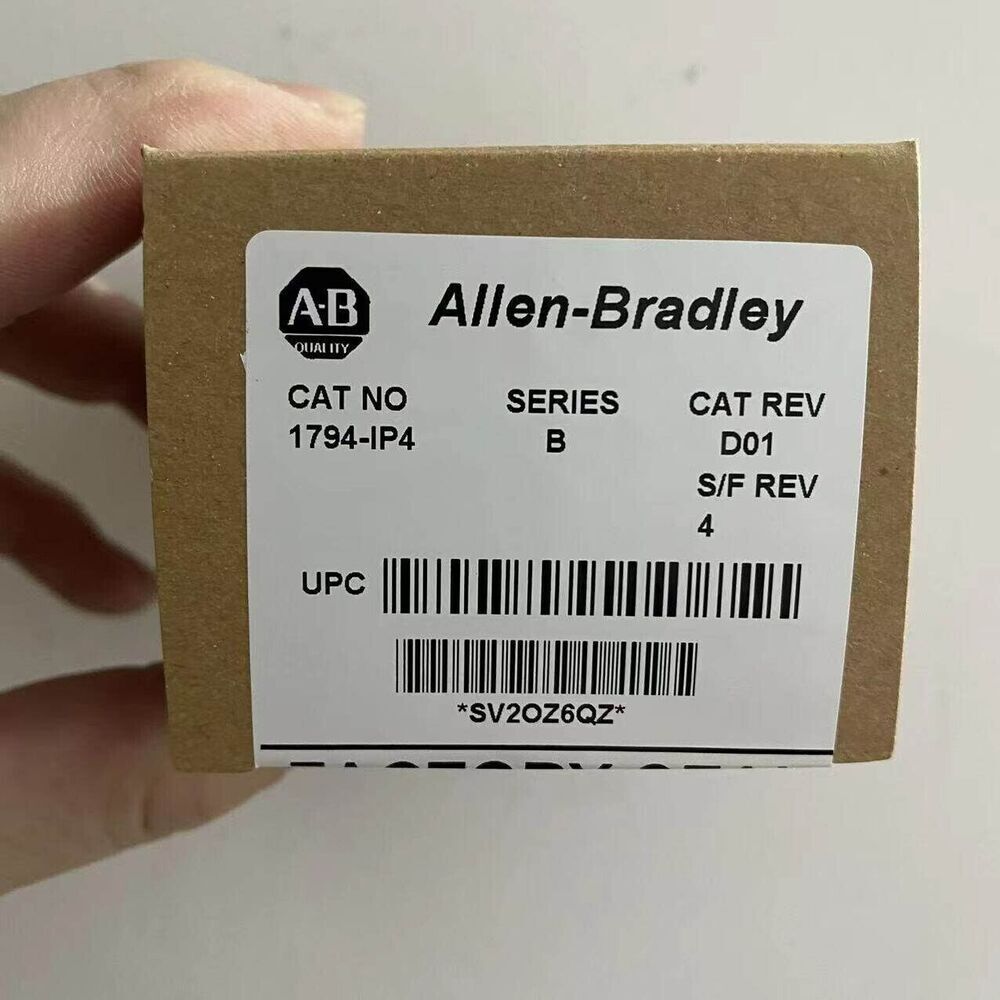 A-B
QUALITY
Allen-Bradley
CAT NO SERIES CAT REV
1794-IP4 B D01
S/F REV
4
UPC
*SV2OZ6QZ*